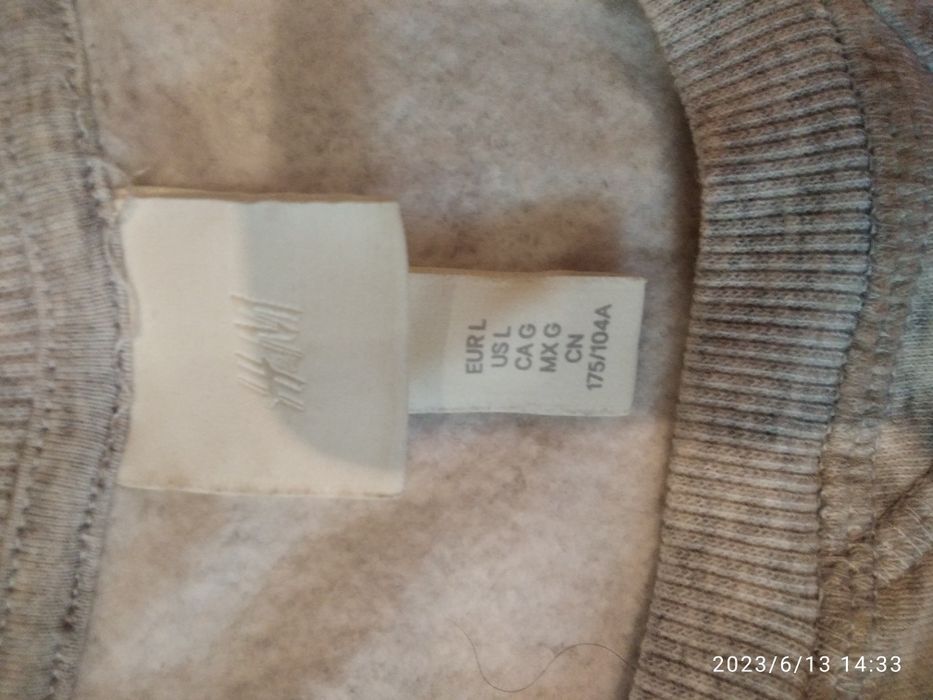 H&M
EUR L
US L
CA G
MX G
CN
175/104A
2023/6/13 14:33